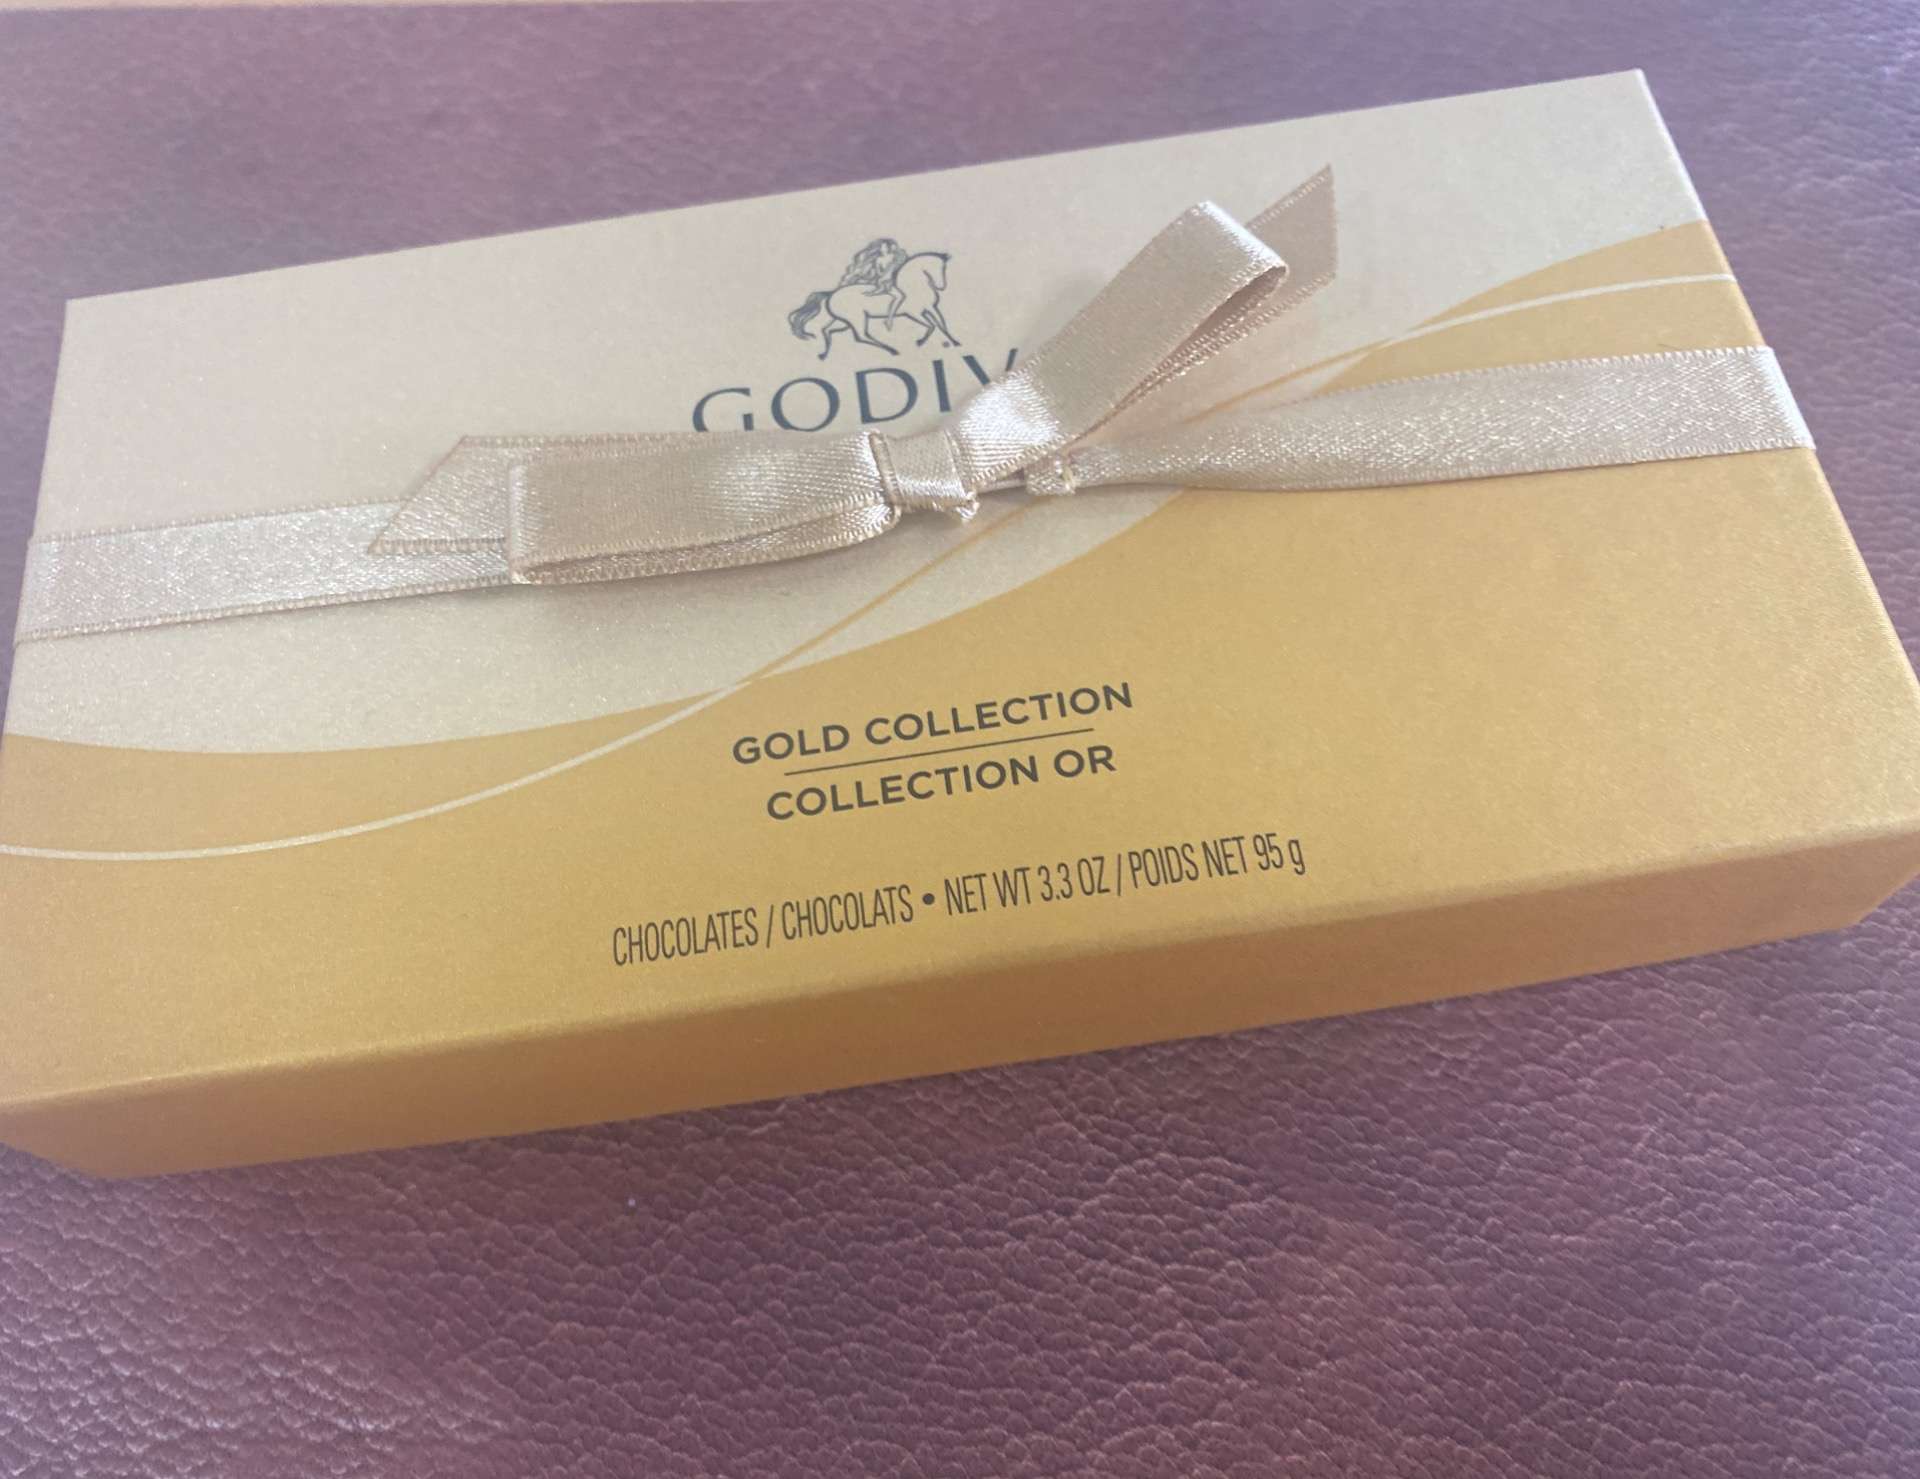 GODIV
GOLD COLLECTION
COLLECTION OR
CHOCOLATES / CHOCOLATS • NET WT 3.3 OZ / POIDS NET 95 g